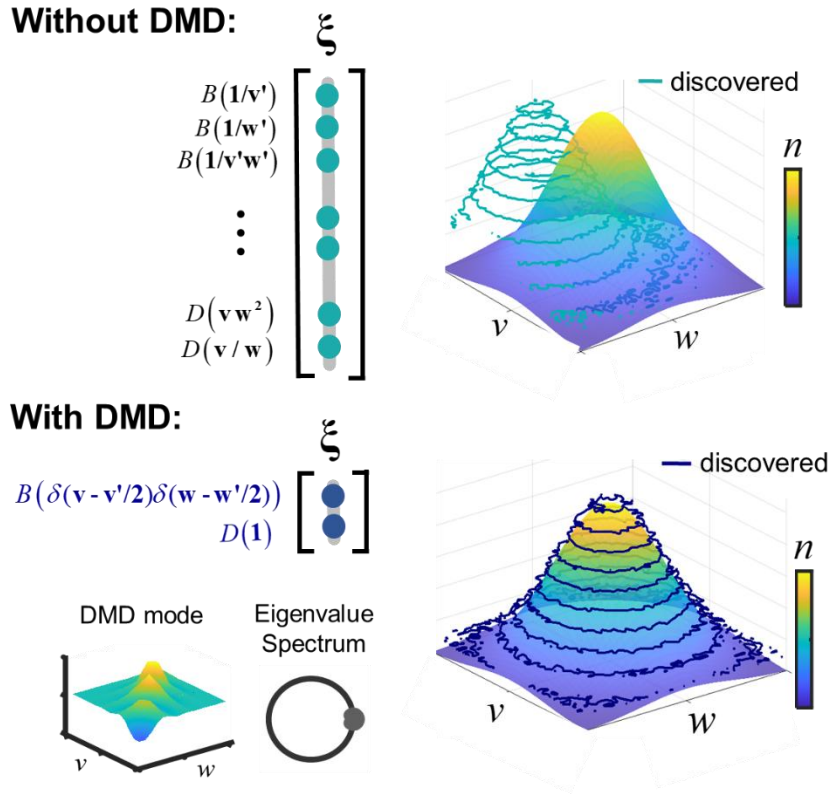 Without DMD:
ξ
B(1/v')
B(1/w')
B(1/v'w')
⋮
D(v w²)
D(v / w)
discovered
n
v
w
With DMD:
ξ
B(δ(v - v'/2)δ(w - w'/2))
D(1)
discovered
n
v
w
DMD mode
v
w
Eigenvalue
Spectrum